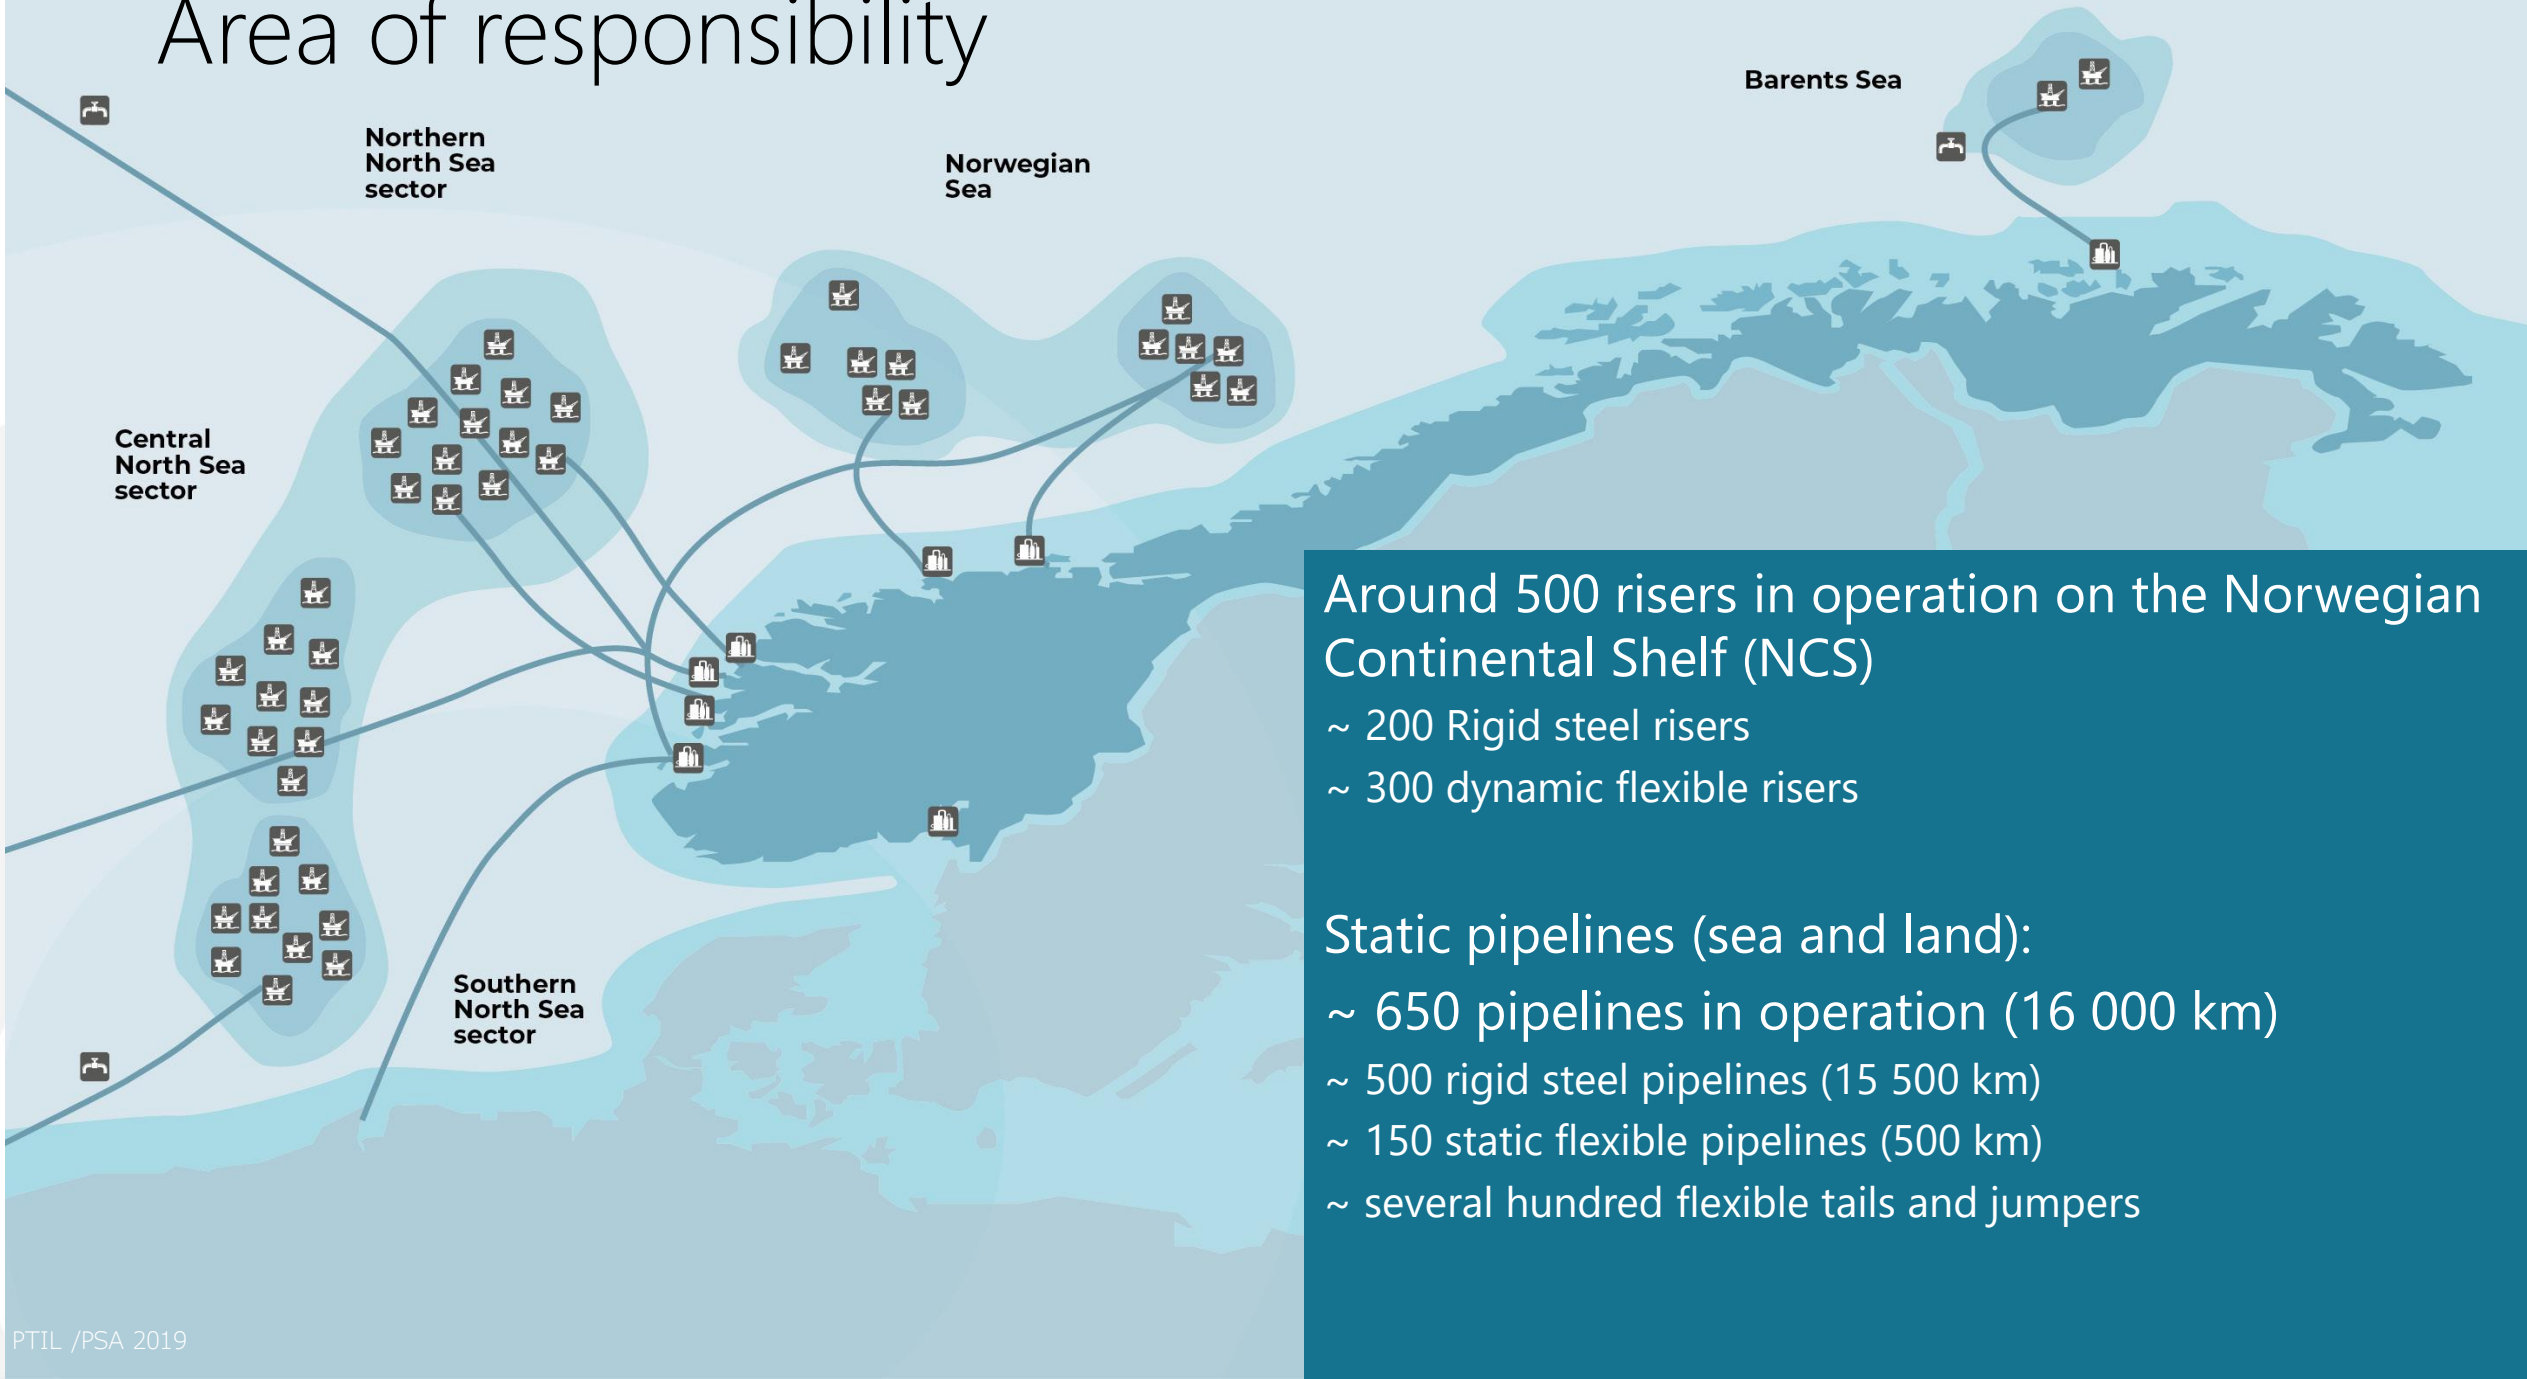 Area of responsibility
Barents Sea
Northern
North Sea
sector
Norwegian
Sea
Central
North Sea
sector
Southern
North Sea
sector
Around 500 risers in operation on the Norwegian
Continental Shelf (NCS)
~ 200 Rigid steel risers
~ 300 dynamic flexible risers
Static pipelines (sea and land):
~ 650 pipelines in operation (16 000 km)
~ 500 rigid steel pipelines (15 500 km)
~ 150 static flexible pipelines (500 km)
~ several hundred flexible tails and jumpers
PTIL /PSA 2019